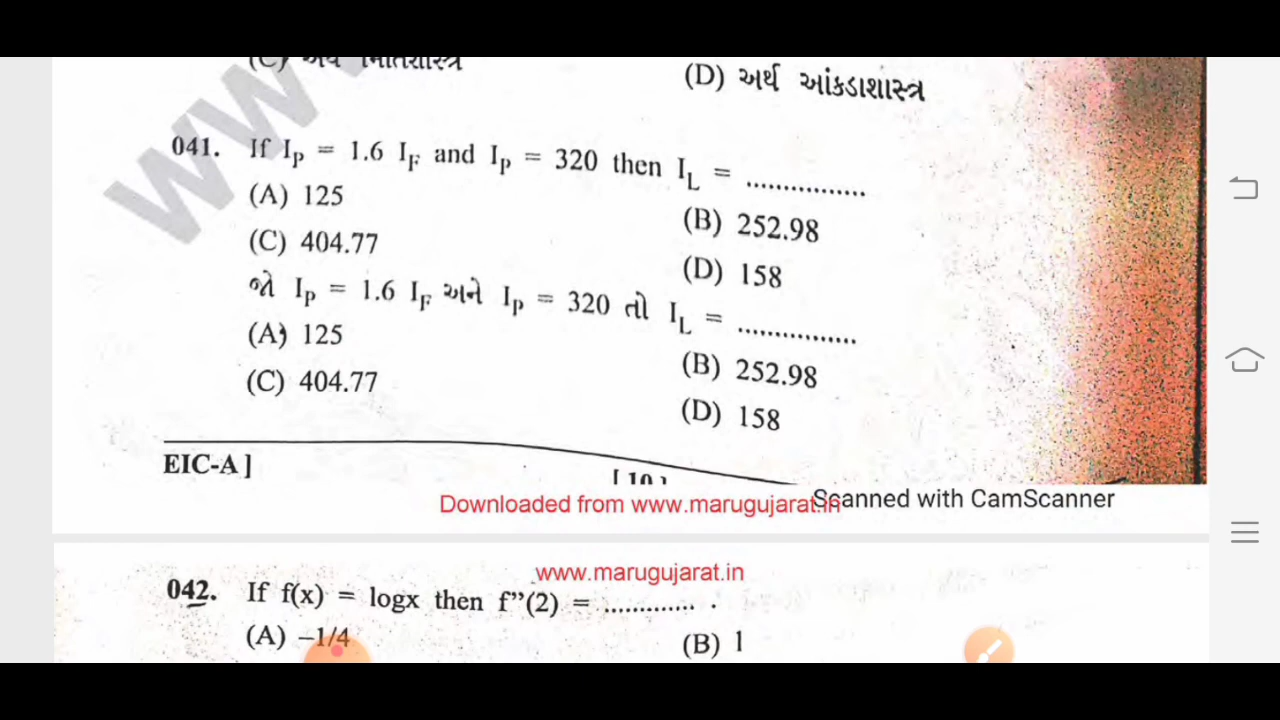 (C) અર્થ મિતિશાસ્ત્ર
(D) અર્થ આંકડાશાસ્ત્ર
041. If I_P = 1.6 I_F and I_P = 320 then I_L = ................
(A) 125
(B) 252.98
(C) 404.77
(D) 158
જો I_P = 1.6 I_F અને I_P = 320 તો I_L = ................
(A) 125
(B) 252.98
(C) 404.77
(D) 158
EIC-A ]
[ 10 ]
Downloaded from www.marugujarat.in
Scanned with CamScanner
www.marugujarat.in
042. If f(x) = logx then f”(2) = ............. .
(A) –1/4
(B) 1